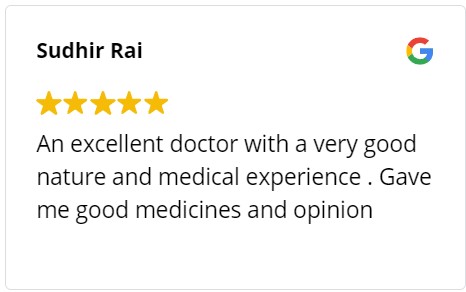 Sudhir Rai
An excellent doctor with a very good
nature and medical experience . Gave
me good medicines and opinion